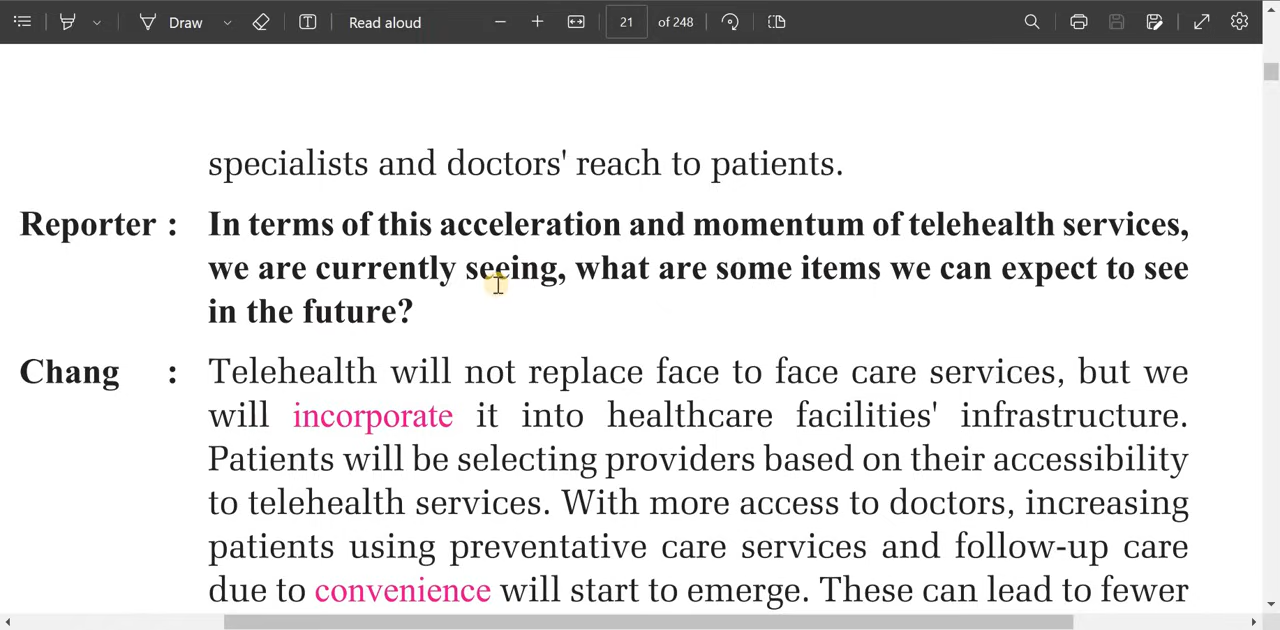 Draw
Read aloud
21
of 248
specialists and doctors' reach to patients.
Reporter : In terms of this acceleration and momentum of telehealth services,
we are currently seeing, what are some items we can expect to see
in the future?
Chang : Telehealth will not replace face to face care services, but we
will incorporate it into healthcare facilities' infrastructure.
Patients will be selecting providers based on their accessibility
to telehealth services. With more access to doctors, increasing
patients using preventative care services and follow-up care
due to convenience will start to emerge. These can lead to fewer